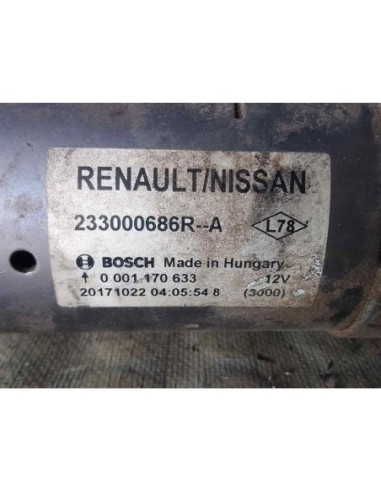 RENAULT/NISSAN
233000686R--A L78
BOSCH Made in Hungary
0 001 170 633 12V
20171022 04:05:54 8 (3000)